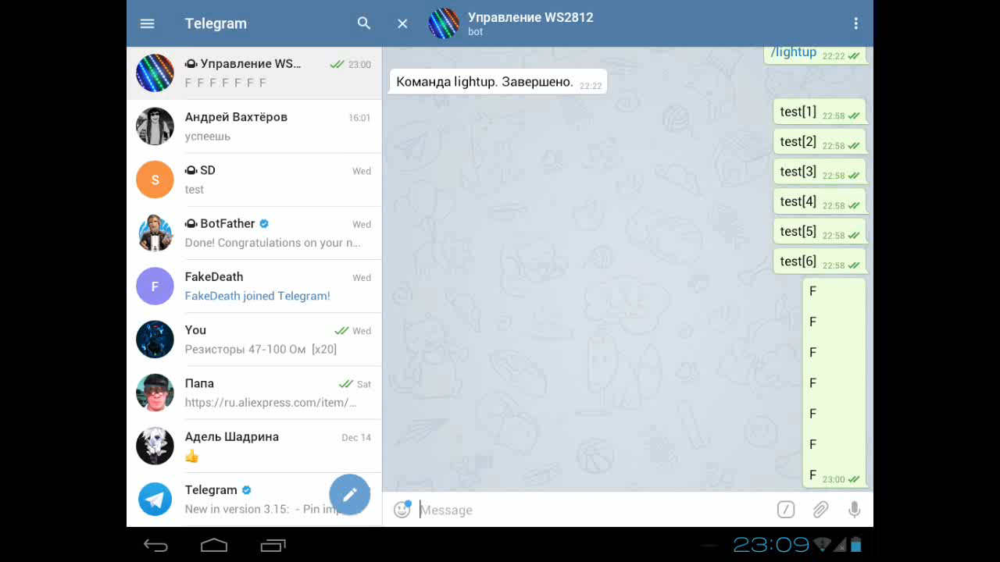 Telegram
Управление WS2812
bot
Управление WS... 23:00
F F F F F F F
Андрей Вахтёров 16:01
успеешь
S
SD Wed
test
BotFather Wed
Done! Congratulations on your n...
F
FakeDeath Wed
FakeDeath joined Telegram!
You Wed
Резисторы 47-100 Ом [x20]
Папа Sat
https://ru.aliexpress.com/item/...
Адель Шадрина Dec 14
Telegram
New in version 3.15: - Pin im
/lightup 22:22
Команда lightup. Завершено. 22:22
test[1] 22:58
test[2] 22:58
test[3] 22:58
test[4] 22:58
test[5] 22:58
test[6] 22:58
F
F
F
F
F
F
F 23:00
Message
23:09